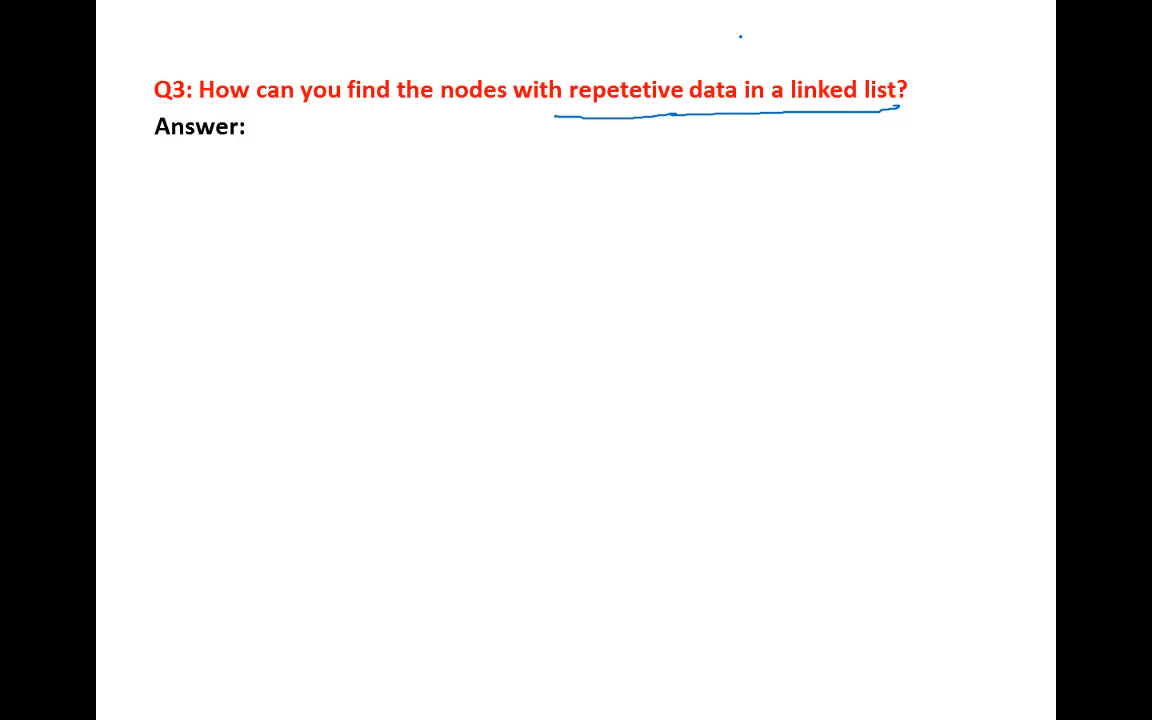 Q3: How can you find the nodes with repetetive data in a linked list?
Answer: